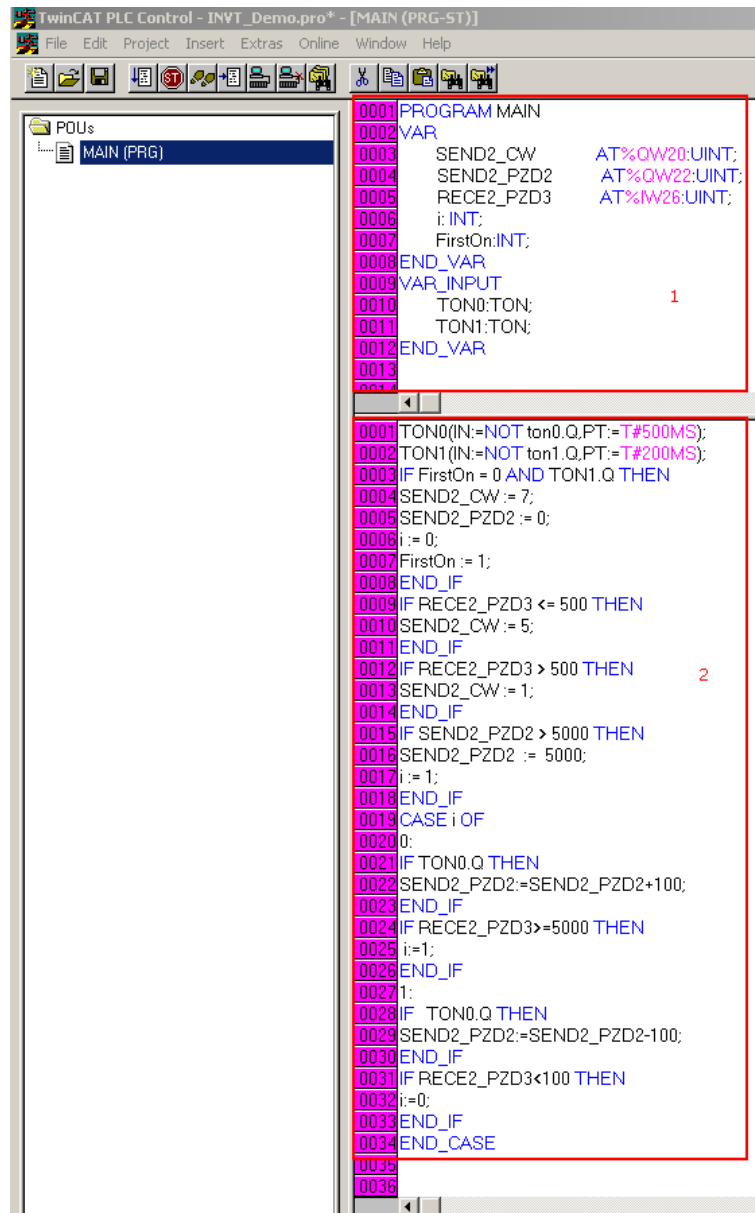 TwinCAT PLC Control - INVT_Demo.pro* - [MAIN (PRG-ST)]
File Edit Project Insert Extras Online Window Help
POUs
MAIN (PRG)
0001 PROGRAM MAIN
0002 VAR
0003 SEND2_CW AT%QW20:UINT;
0004 SEND2_PZD2 AT%QW22:UINT;
0005 RECE2_PZD3 AT%IW26:UINT;
0006 i: INT;
0007 FirstOn:INT;
0008 END_VAR
0009 VAR_INPUT
0010 TON0:TON;
0011 TON1:TON;
0012 END_VAR
0013
0014
1
0001 TON0(IN:=NOT ton0.Q,PT:=T#500MS);
0002 TON1(IN:=NOT ton1.Q,PT:=T#200MS);
0003 IF FirstOn = 0 AND TON1.Q THEN
0004 SEND2_CW := 7;
0005 SEND2_PZD2 := 0;
0006 i := 0;
0007 FirstOn := 1;
0008 END_IF
0009 IF RECE2_PZD3 <= 500 THEN
0010 SEND2_CW := 5;
0011 END_IF
0012 IF RECE2_PZD3 > 500 THEN
0013 SEND2_CW := 1;
0014 END_IF
0015 IF SEND2_PZD2 > 5000 THEN
0016 SEND2_PZD2 := 5000;
0017 i := 1;
0018 END_IF
0019 CASE i OF
0020 0:
0021 IF TON0.Q THEN
0022 SEND2_PZD2:=SEND2_PZD2+100;
0023 END_IF
0024 IF RECE2_PZD3>=5000 THEN
0025 i:=1;
0026 END_IF
0027 1:
0028 IF TON0.Q THEN
0029 SEND2_PZD2:=SEND2_PZD2-100;
0030 END_IF
0031 IF RECE2_PZD3<100 THEN
0032 i:=0;
0033 END_IF
0034 END_CASE
0035
0036
2